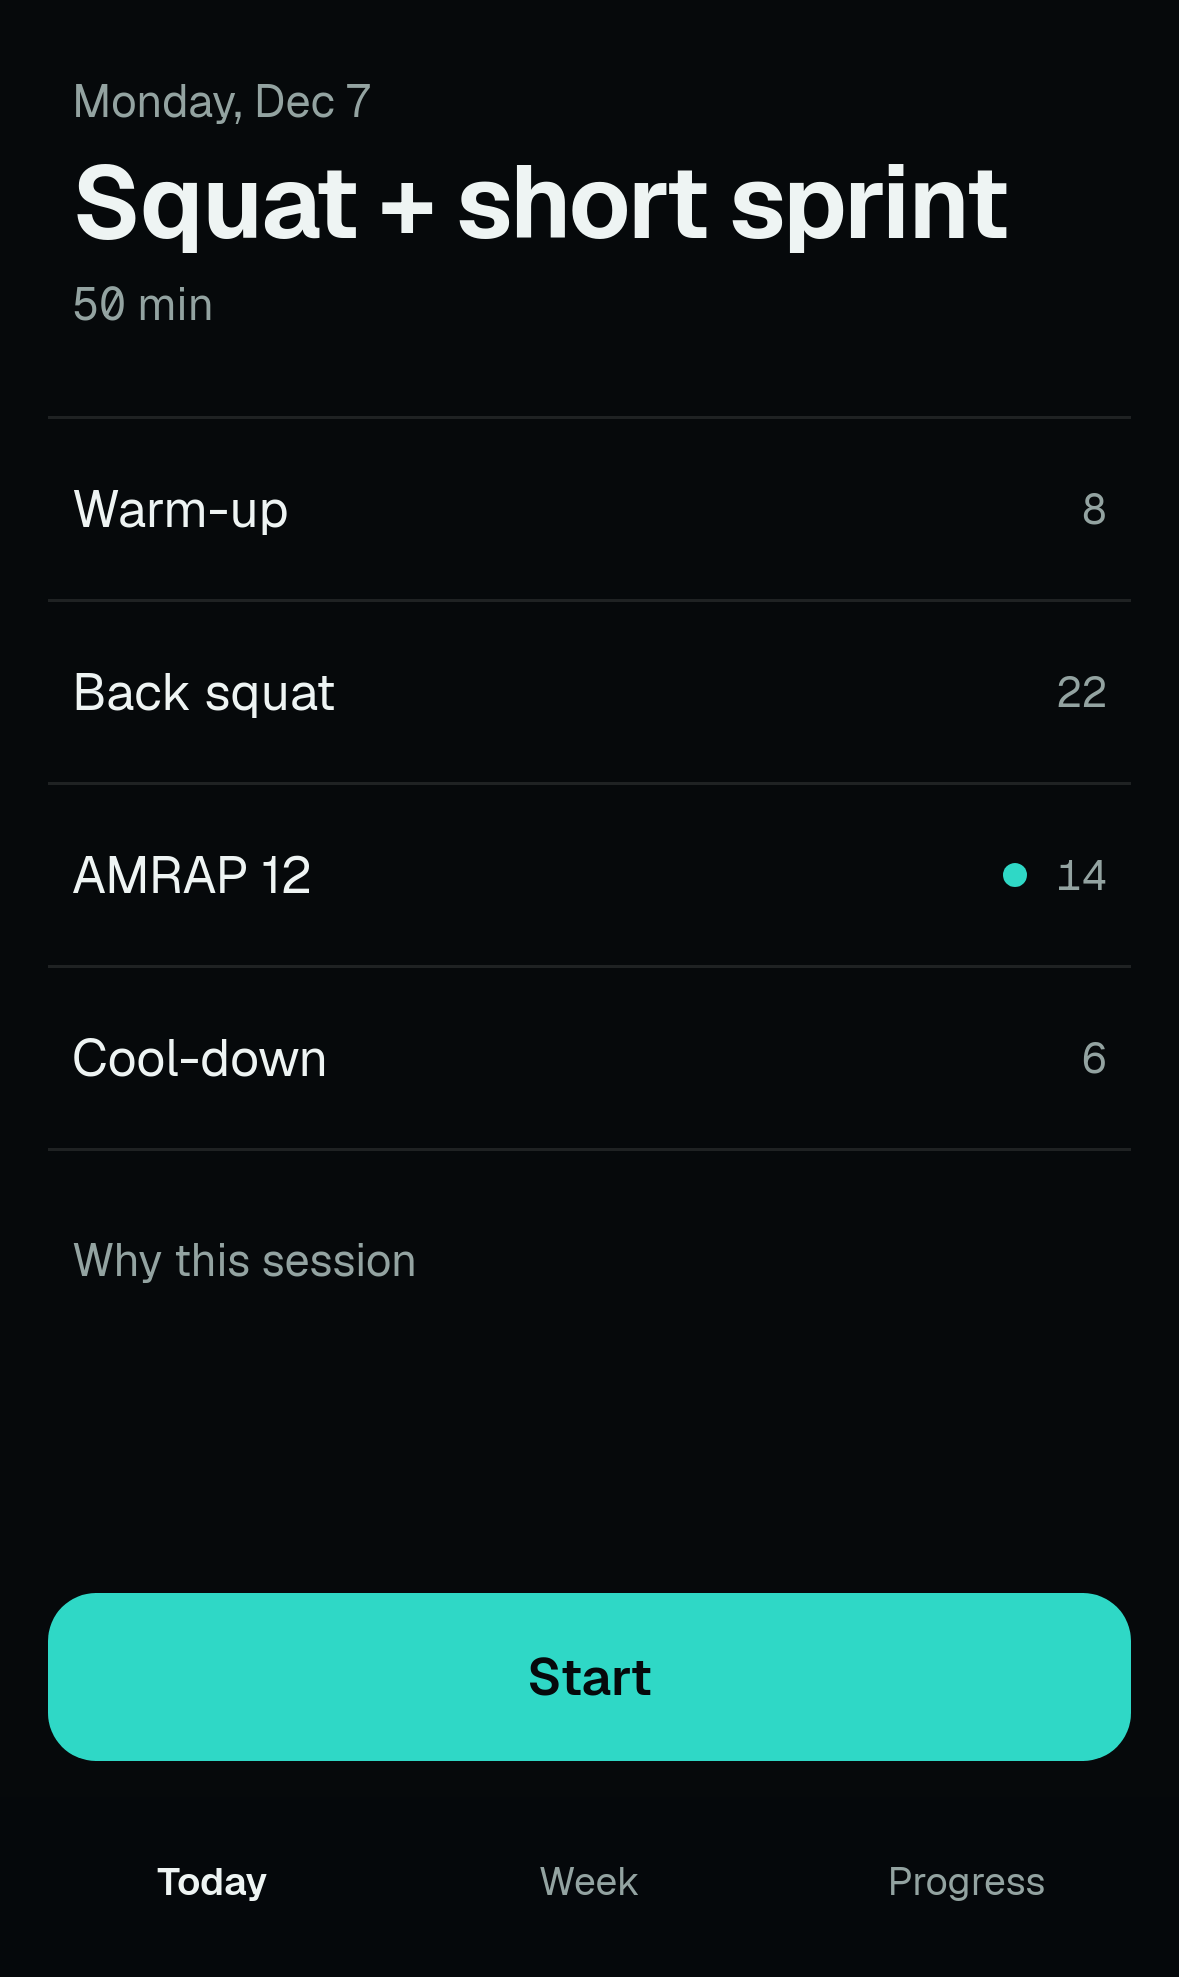 Monday, Dec 7
Squat + short sprint
50 min
Warm-up 8
Back squat 22
AMRAP 12 14
Cool-down 6
Why this session
Start
Today Week Progress